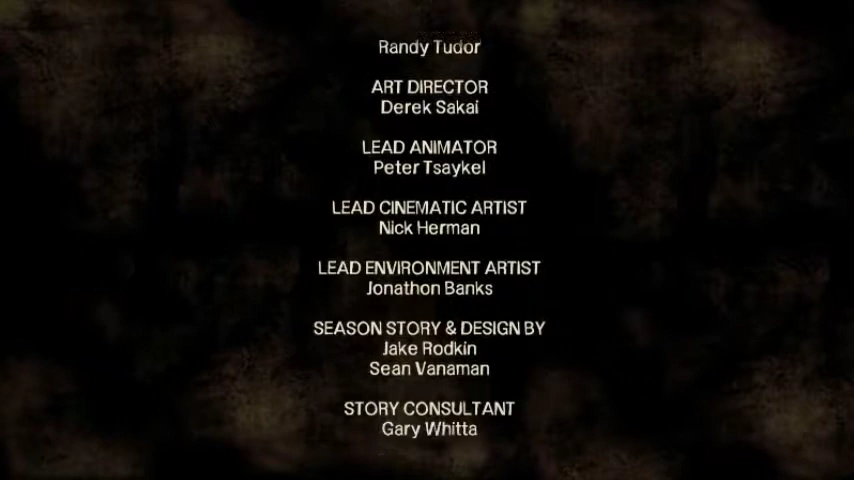 Randy Tudor
ART DIRECTOR
Derek Sakai
LEAD ANIMATOR
Peter Tsaykel
LEAD CINEMATIC ARTIST
Nick Herman
LEAD ENVIRONMENT ARTIST
Jonathon Banks
SEASON STORY & DESIGN BY
Jake Rodkin
Sean Vanaman
STORY CONSULTANT
Gary Whitta